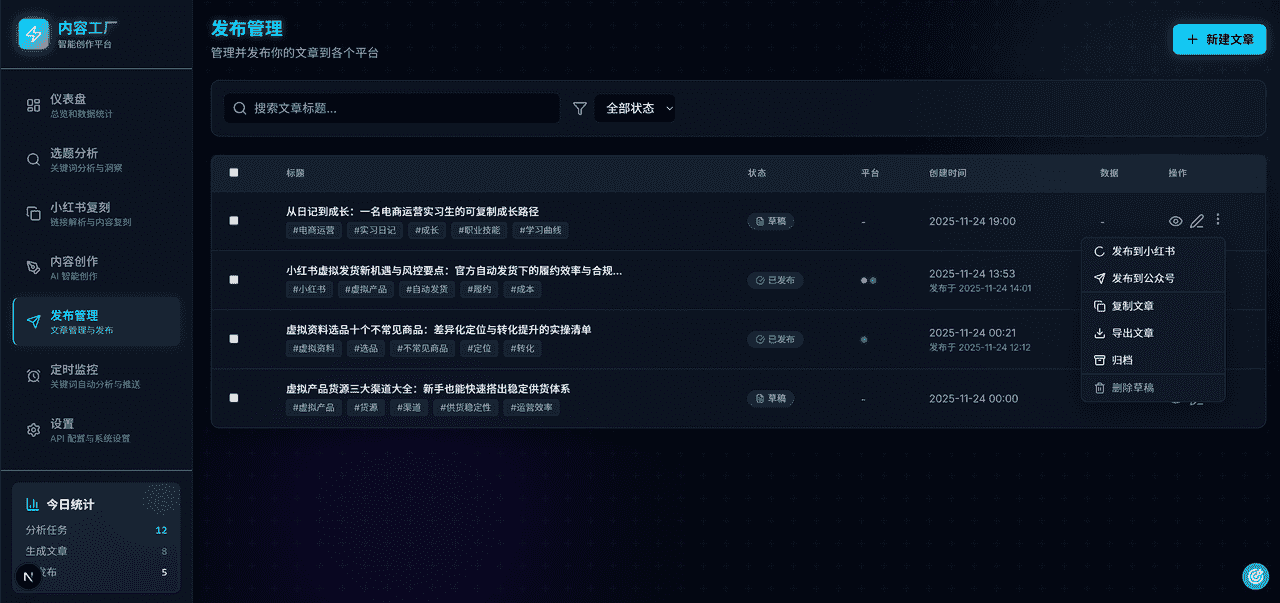 内容工厂
智能创作平台
仪表盘
总览和数据统计
选题分析
关键词分析与洞察
小红书复刻
链接解析与内容复刻
内容创作
AI 智能创作
发布管理
文章管理与发布
定时监控
关键词自动分析与推送
设置
API 配置与系统设置
今日统计
分析任务 12
生成文章 8
发布 5
N
发布管理
管理并发布你的文章到各个平台
新建文章
搜索文章标题...
全部状态
标题 状态 平台 创建时间 数据 操作
从日记到成长：一名电商运营实习生的可复制成长路径
#电商运营 #实习日记 #成长 #职业技能 #学习曲线
草稿 - 2025-11-24 19:00 -
小红书虚拟发货新机遇与风控要点：官方自动发货下的履约效率与合规...
#小红书 #虚拟产品 #自动发货 #履约 #成本
已发布 2025-11-24 13:53
发布于 2025-11-24 14:01
虚拟资料选品十个不常见商品：差异化定位与转化提升的实操清单
#虚拟资料 #选品 #不常见商品 #定位 #转化
已发布 2025-11-24 00:21
发布于 2025-11-24 12:12
虚拟产品货源三大渠道大全：新手也能快速搭出稳定供货体系
#虚拟产品 #货源 #渠道 #供货稳定性 #运营效率
草稿 - 2025-11-24 00:00
发布到小红书
发布到公众号
复制文章
导出文章
归档
删除草稿